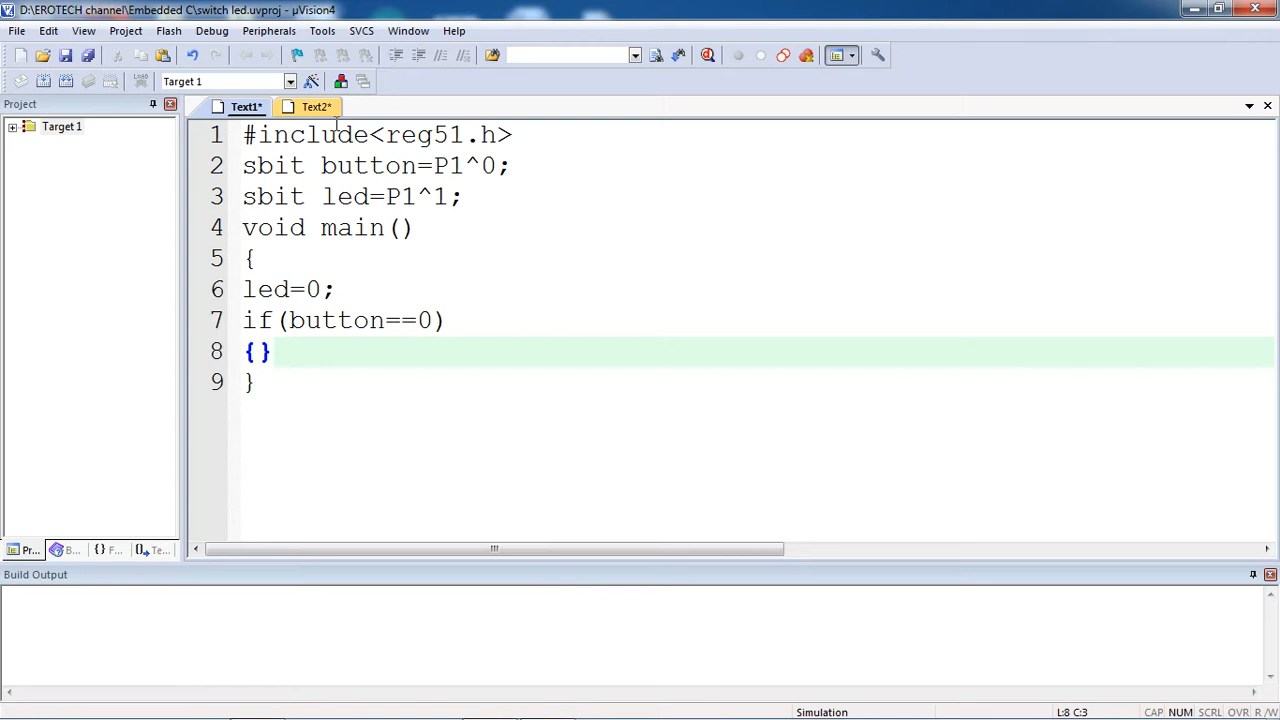 D:\EROTECH channel\Embedded C\switch led.uvproj - µVision4
File Edit View Project Flash Debug Peripherals Tools SVCS Window Help
LOAD Target 1
Project
Target 1
Text1* Text2*
1 #include<reg51.h>
2 sbit button=P1^0;
3 sbit led=P1^1;
4 void main()
5 {
6 led=0;
7 if(button==0)
8 {}
9 }
Pr... B... {} F... Te...
Build Output
Simulation L:8 C:3 CAP NUM SCRL OVR R/W